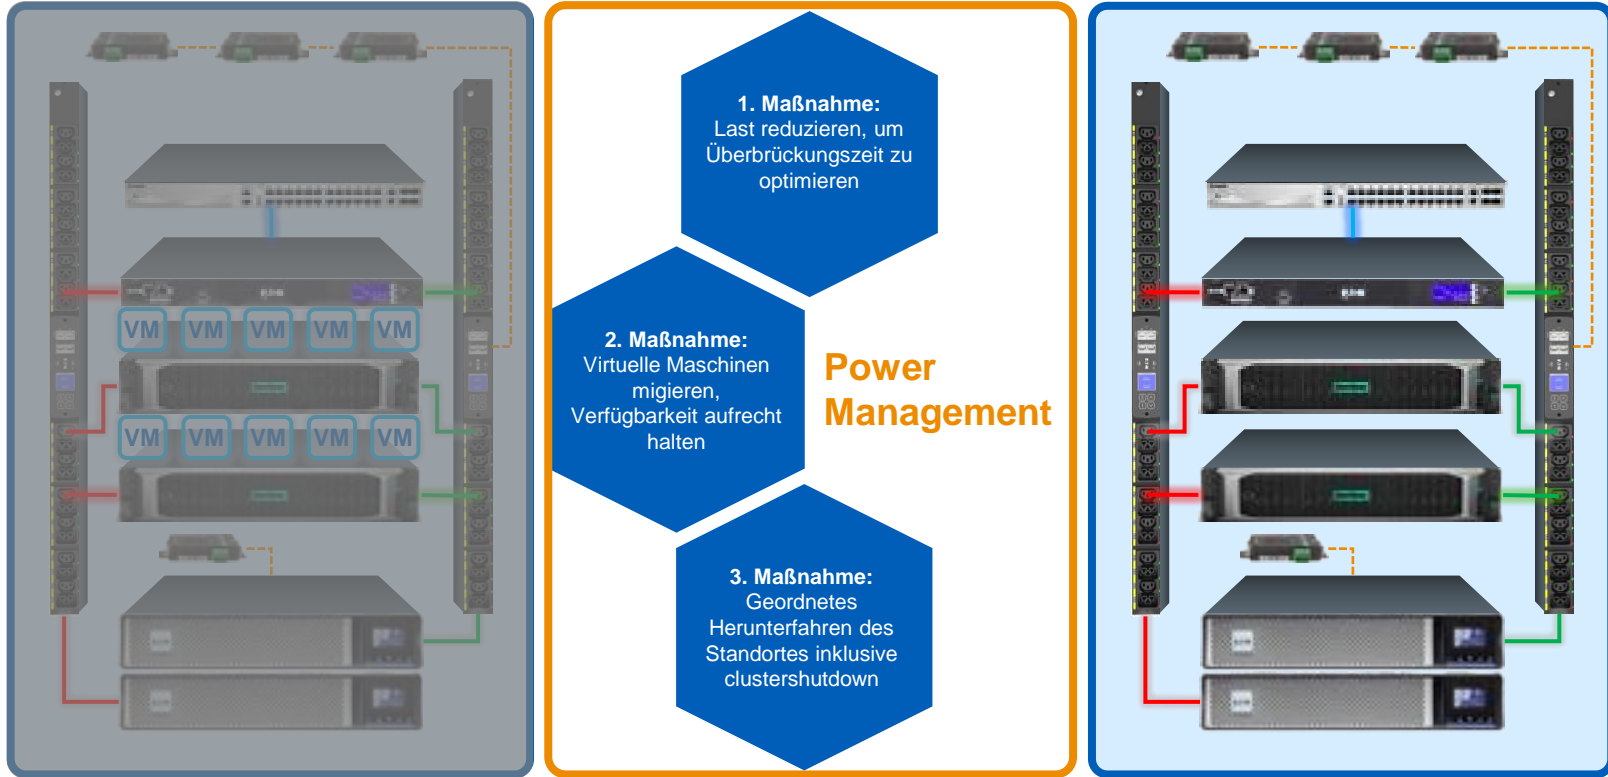 VM VM VM VM VM
VM VM VM VM VM
1. Maßnahme:
Last reduzieren, um
Überbrückungszeit zu
optimieren
2. Maßnahme:
Virtuelle Maschinen
migieren,
Verfügbarkeit aufrecht
halten
Power
Management
3. Maßnahme:
Geordnetes
Herunterfahren des
Standortes inklusive
clustershutdown